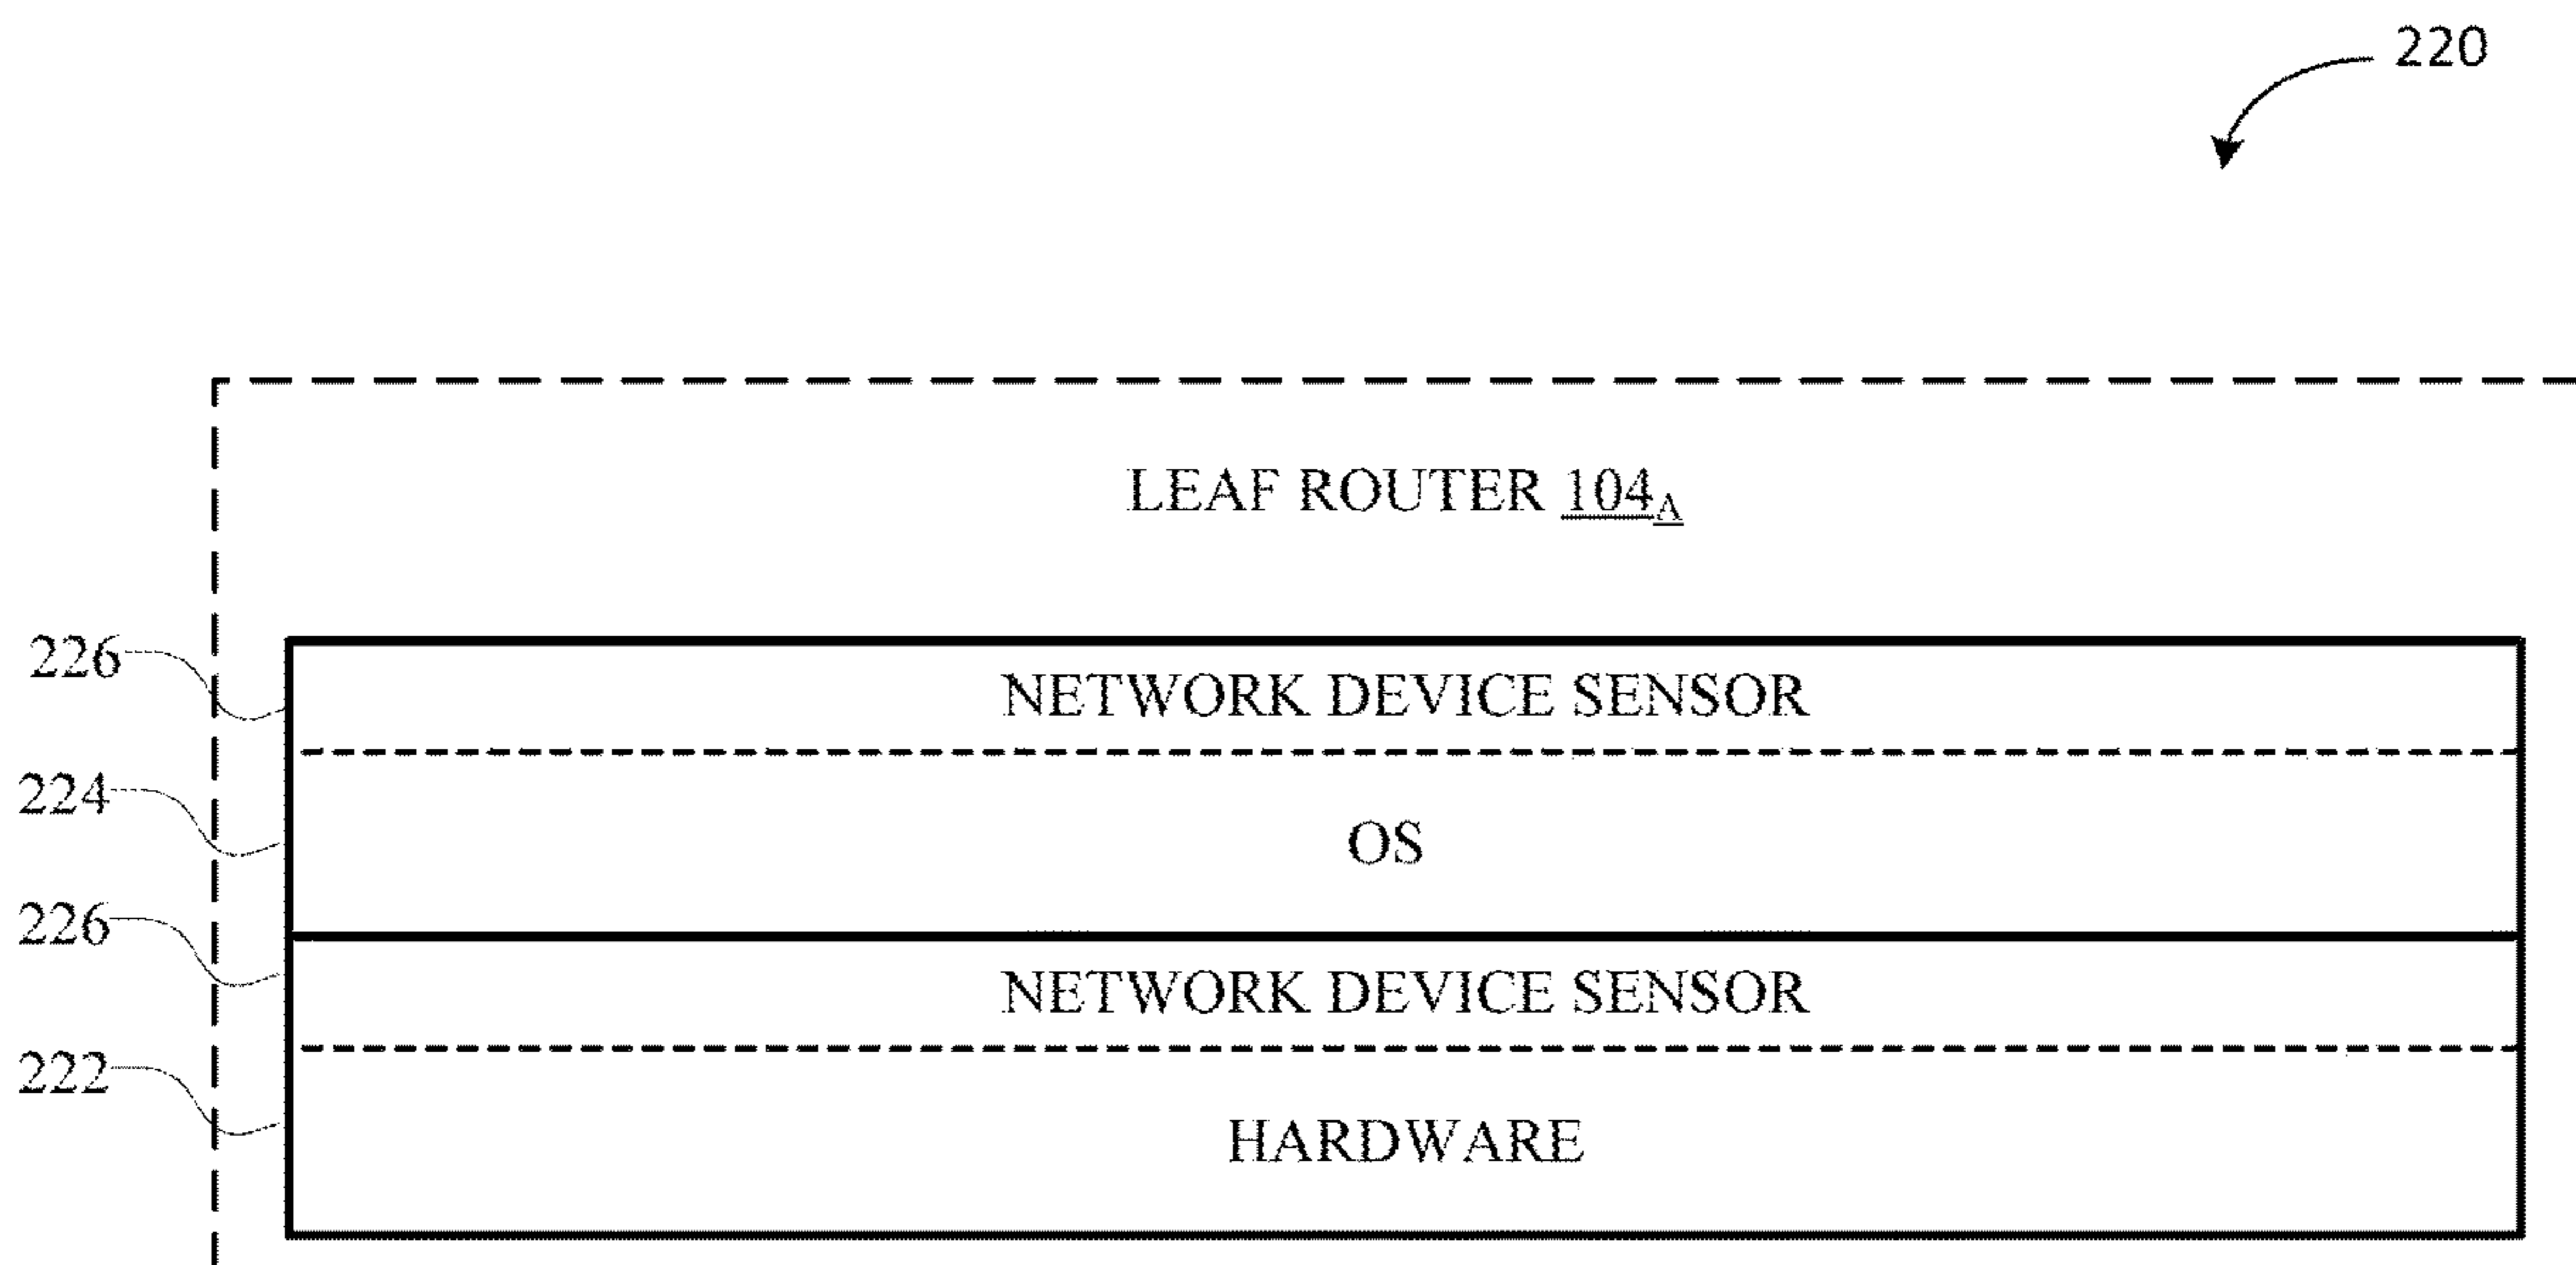 220
LEAF ROUTER 104A
226
NETWORK DEVICE SENSOR
224
OS
226
NETWORK DEVICE SENSOR
222
HARDWARE